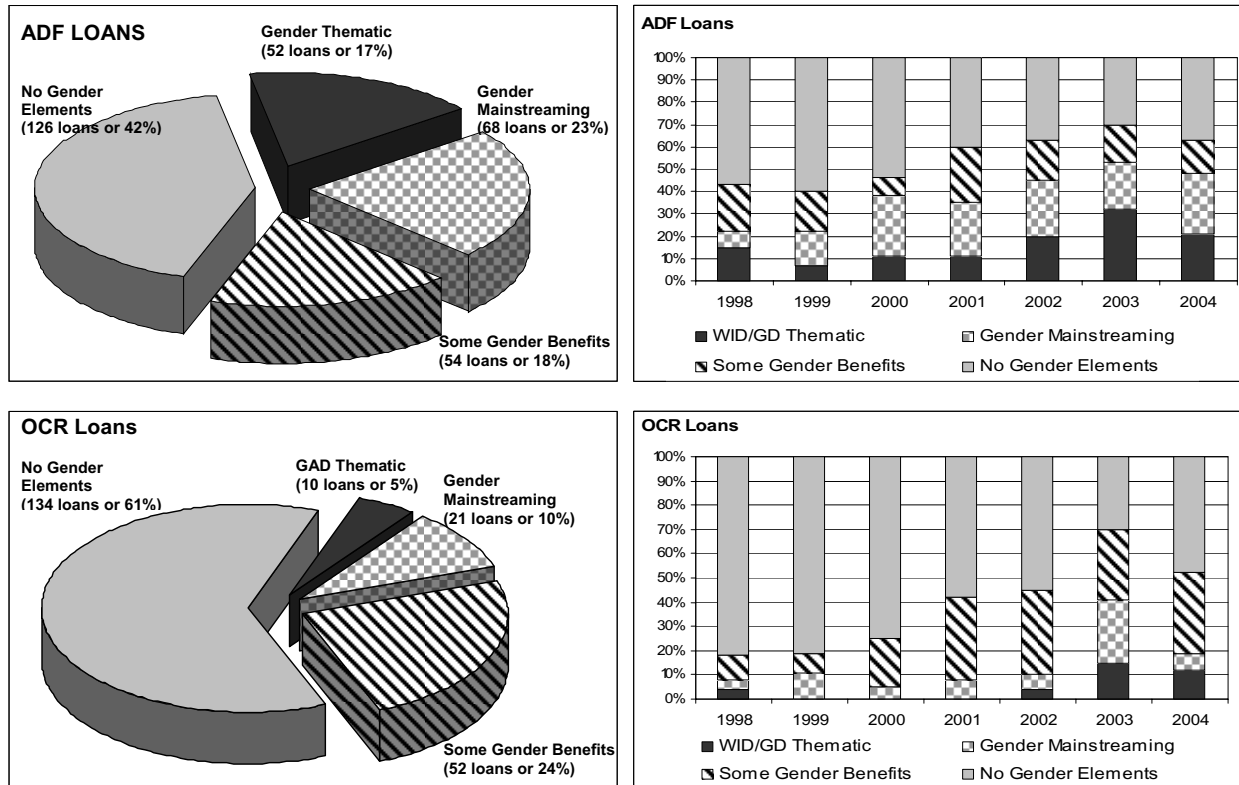 ADF LOANS
Gender Thematic
(52 loans or 17%)
No Gender
Elements
(126 loans or 42%)
Gender
Mainstreaming
(68 loans or 23%)
Some Gender Benefits
(54 loans or 18%)
ADF Loans
100%
90%
80%
70%
60%
50%
40%
30%
20%
10%
0%
1998 1999 2000 2001 2002 2003 2004
WID/GD Thematic Gender Mainstreaming
Some Gender Benefits No Gender Elements
OCR Loans
No Gender
Elements
(134 loans or 61%)
GAD Thematic
(10 loans or 5%)
Gender
Mainstreaming
(21 loans or 10%)
Some Gender Benefits
(52 loans or 24%)
OCR Loans
100%
90%
80%
70%
60%
50%
40%
30%
20%
10%
0%
1998 1999 2000 2001 2002 2003 2004
WID/GD Thematic Gender Mainstreaming
Some Gender Benefits No Gender Elements